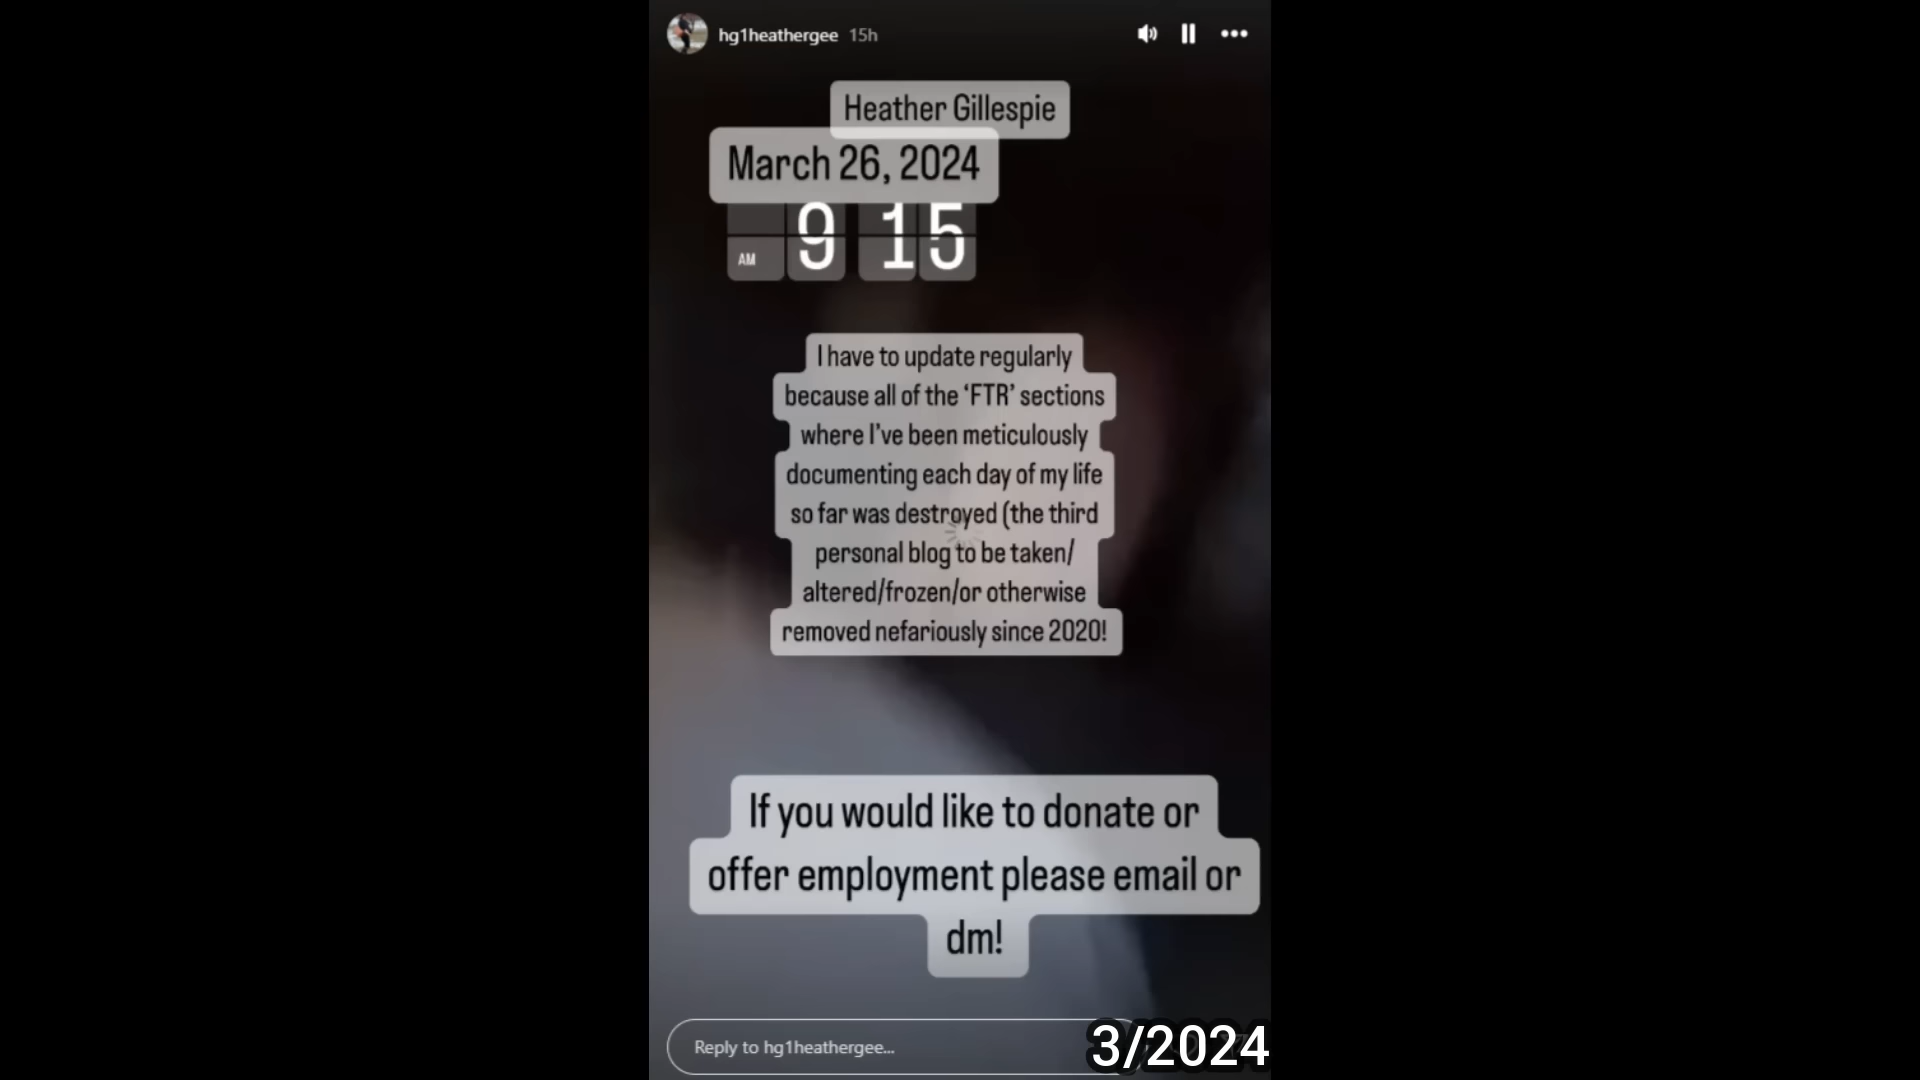 hg1heathergee 15h
Heather Gillespie
March 26, 2024
AM 9 15
I have to update regularly
because all of the ‘FTR’ sections
where I’ve been meticulously
documenting each day of my life
so far was destroyed (the third
personal blog to be taken/
altered/frozen/or otherwise
removed nefariously since 2020!
If you would like to donate or
offer employment please email or
dm!
Reply to hg1heathergee...
3/2024